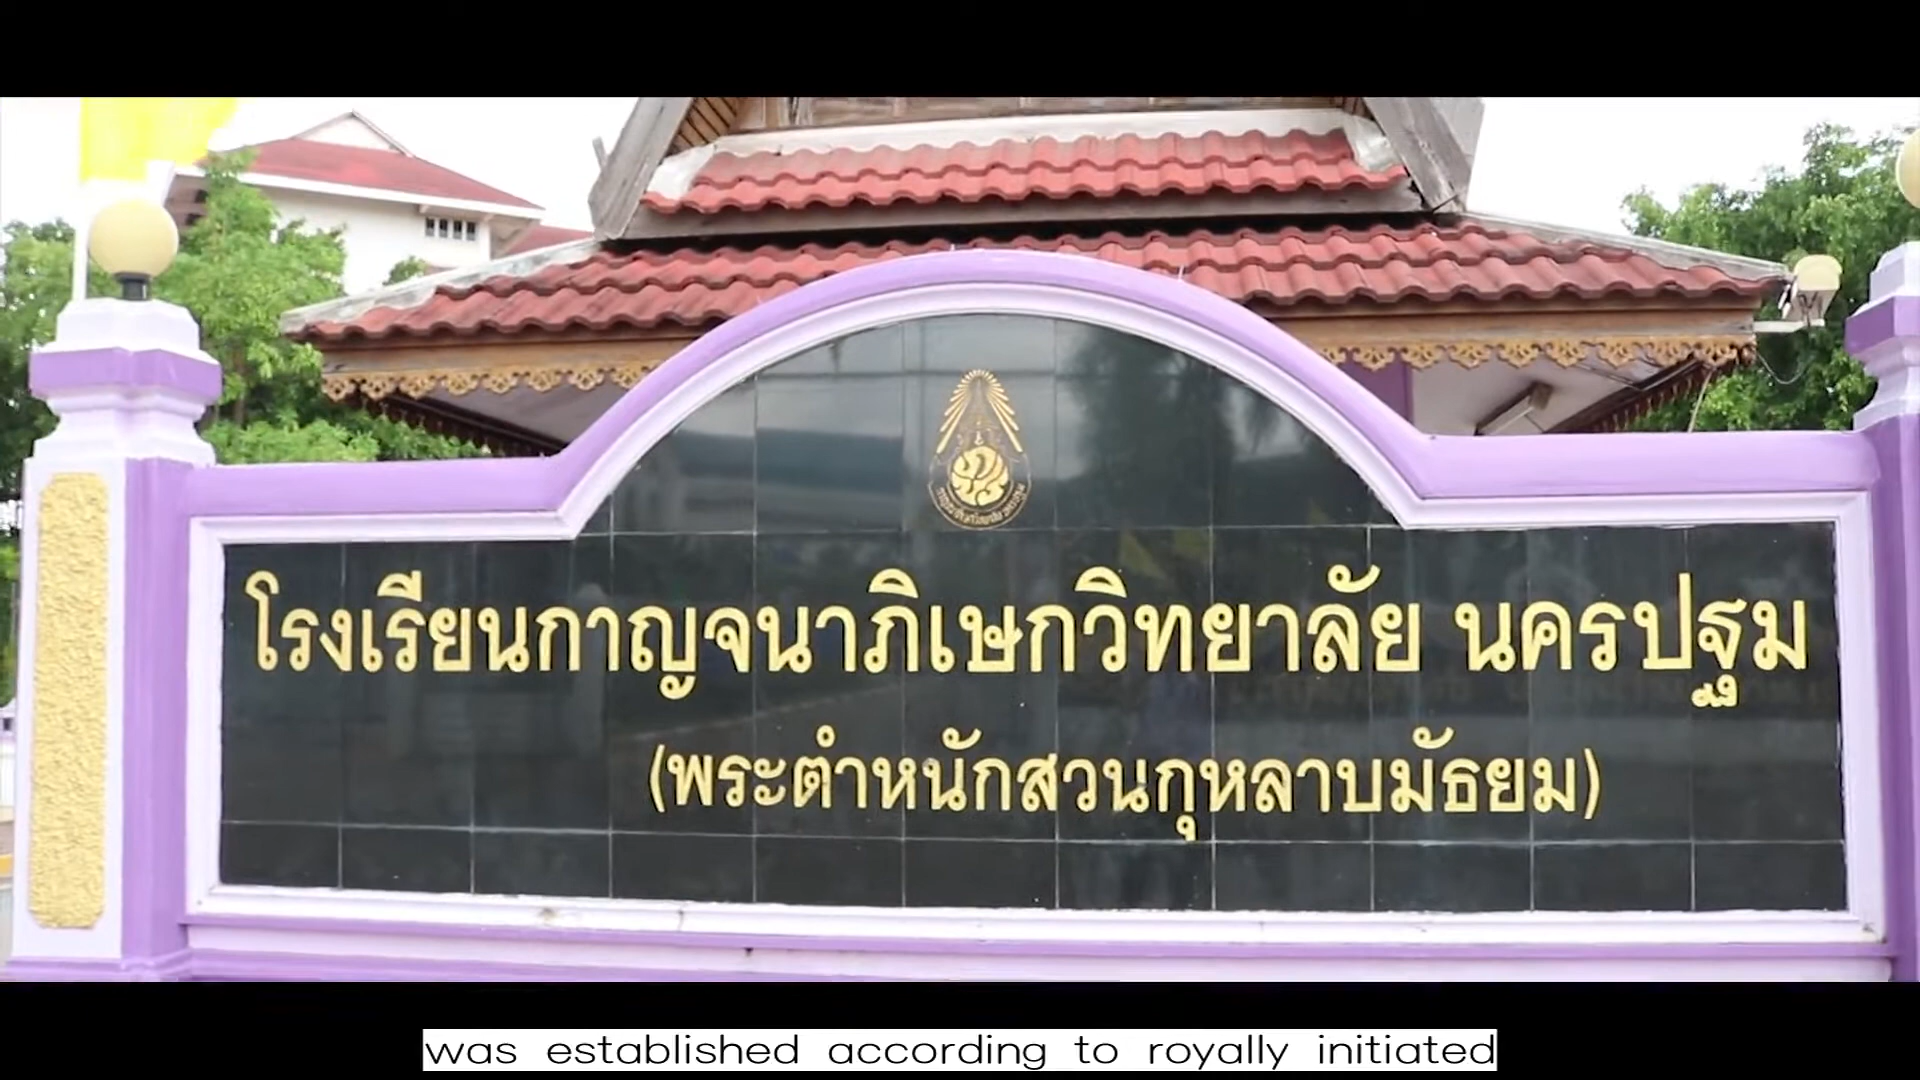 โรงเรียนกาญจนาภิเษกวิทยาลัย นครปฐม
(พระตำหนักสวนกุหลาบมัธยม)
was established according to royally initiated